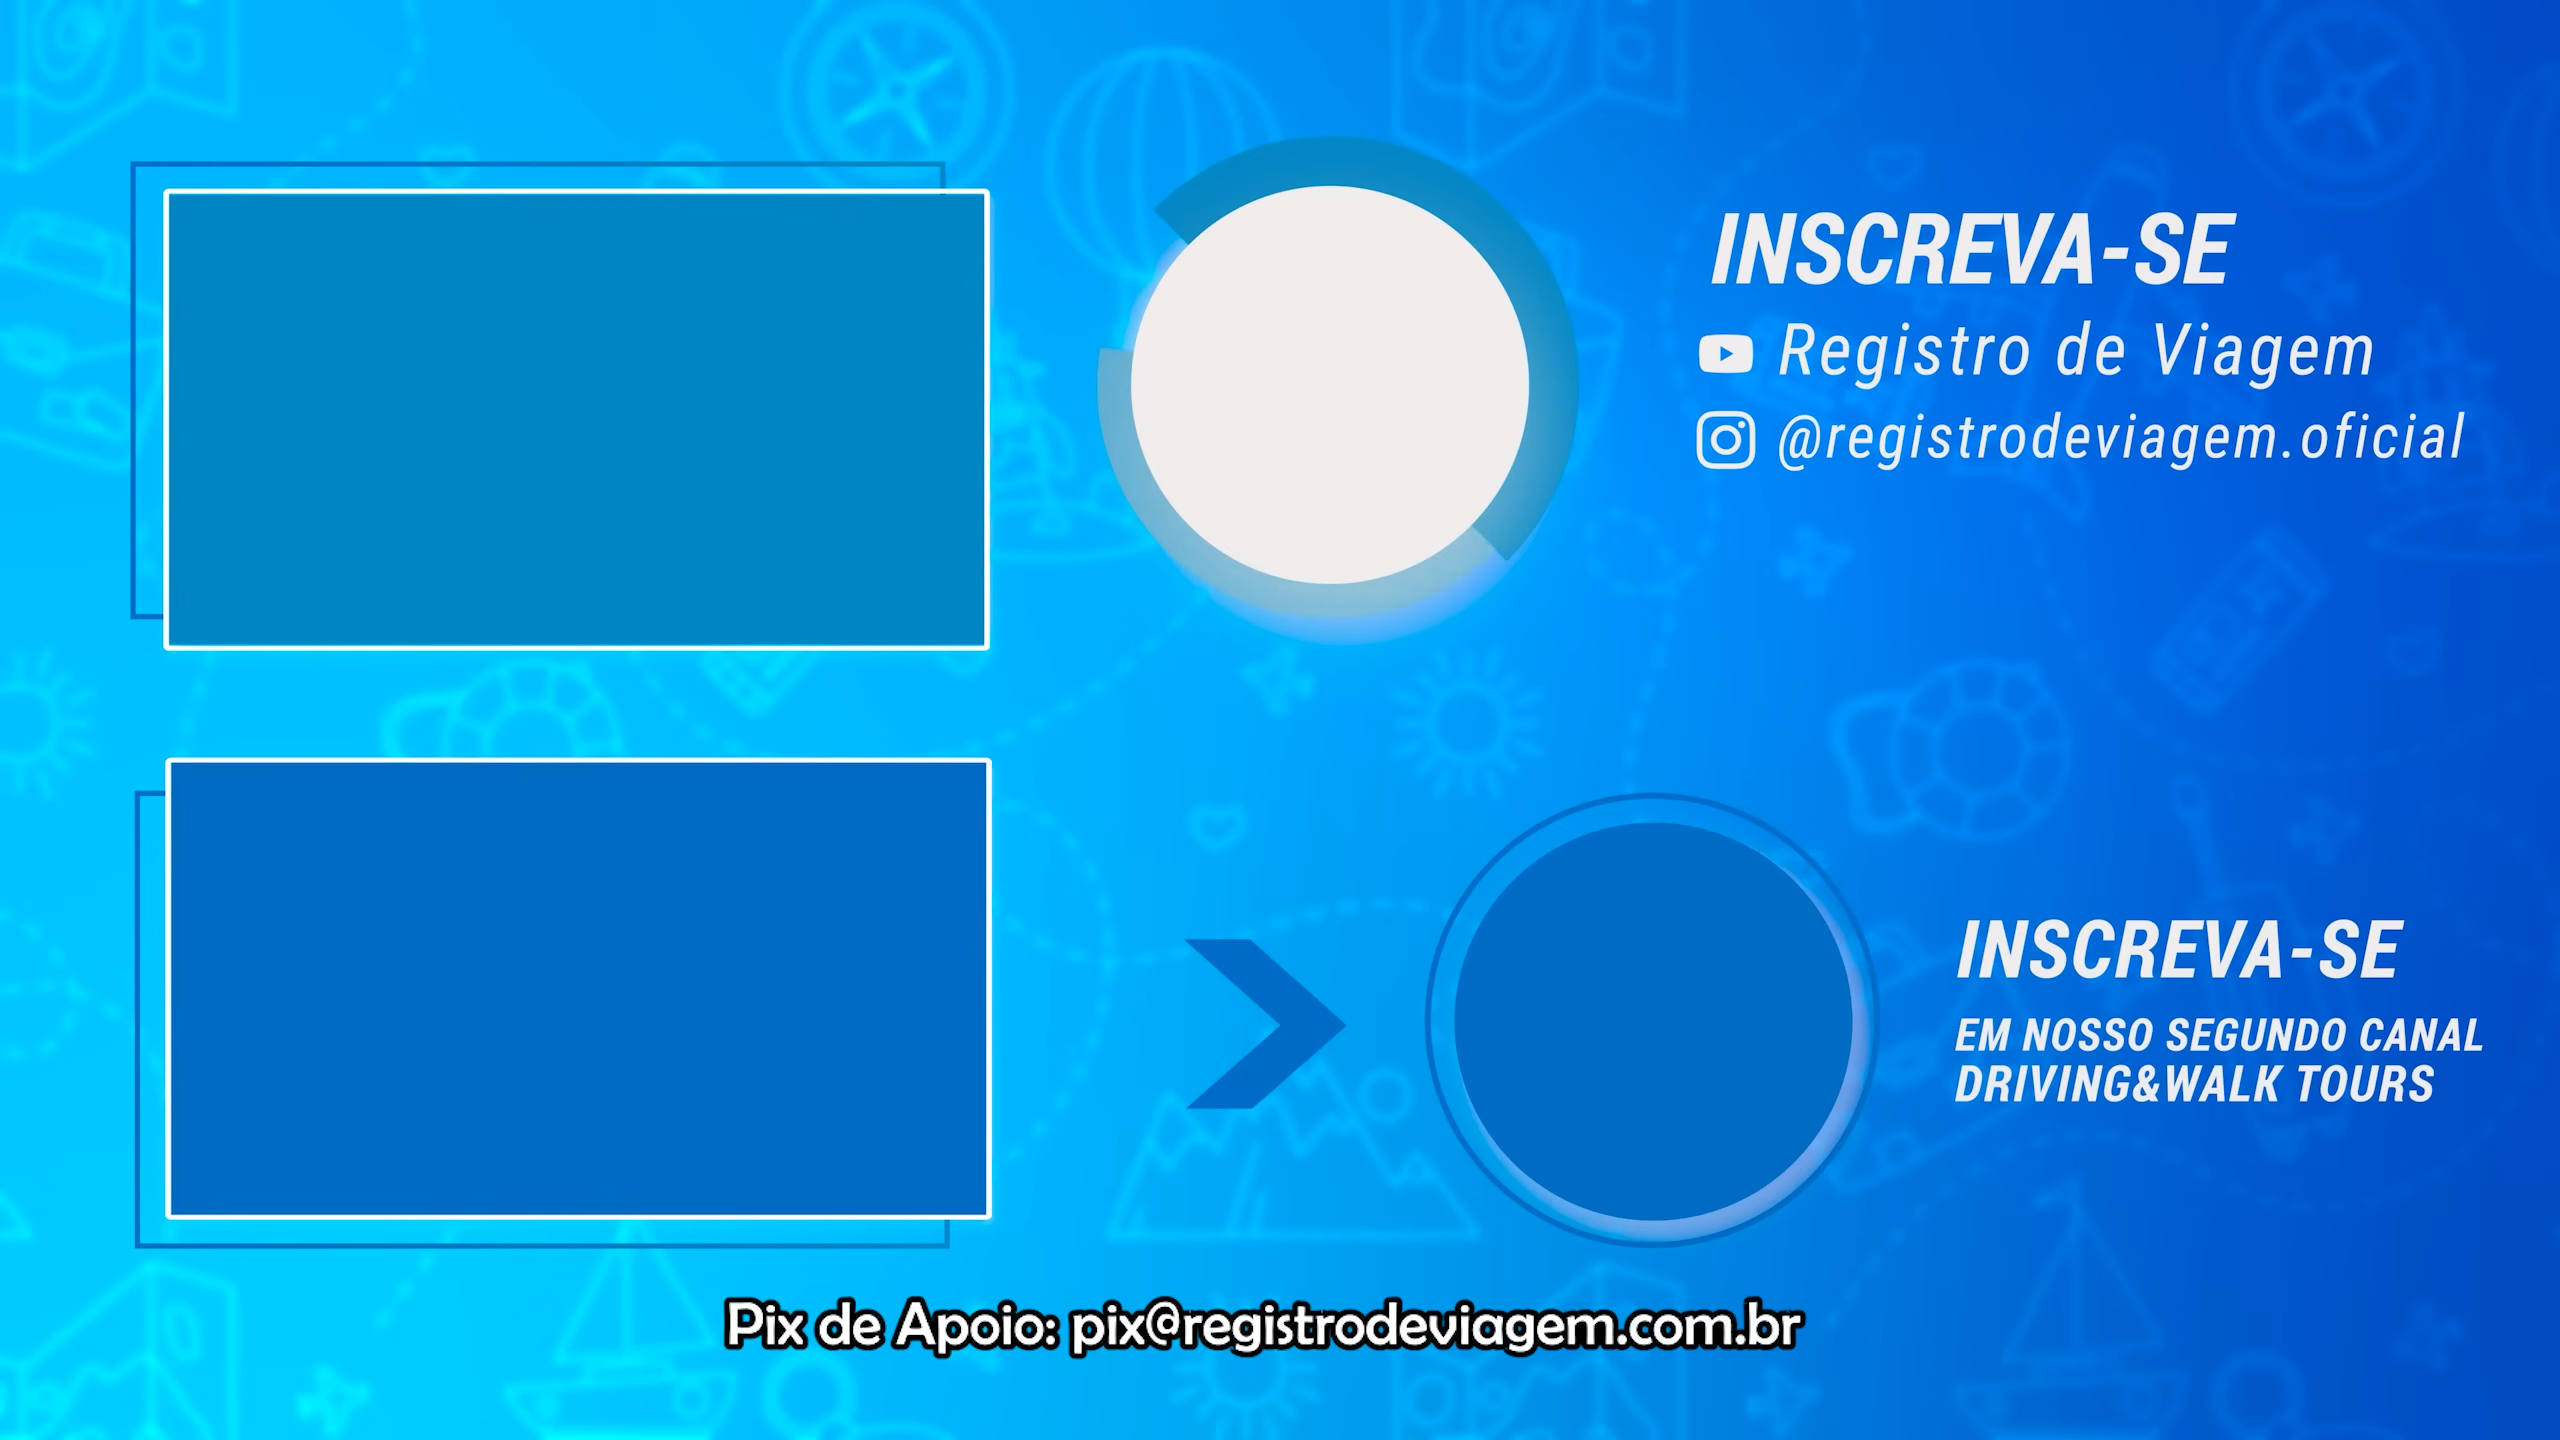 INSCREVA-SE
Registro de Viagem
@registrodeviagem.oficial
INSCREVA-SE
EM NOSSO SEGUNDO CANAL
DRIVING&WALK TOURS
Pix de Apoio: pix@registrodeviagem.com.br